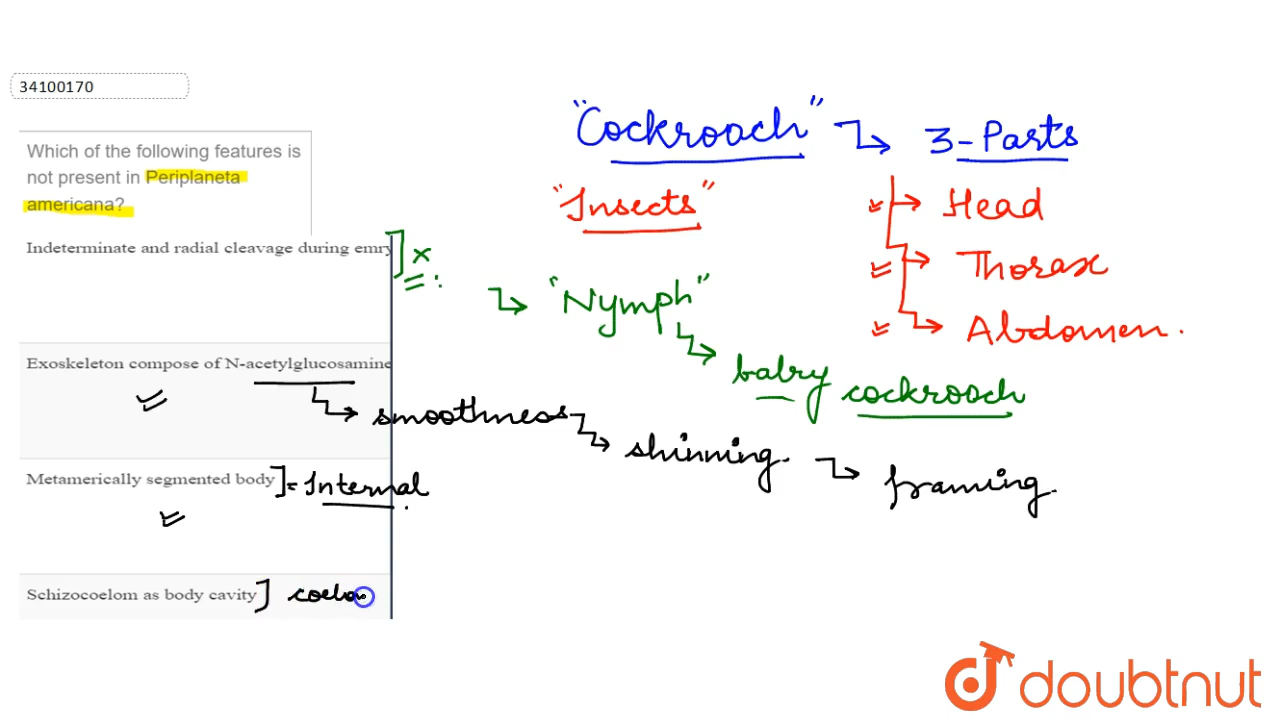 34100170
Which of the following features is
not present in Periplaneta
americana?
Indeterminate and radial cleavage during emry
Exoskeleton compose of N-acetylglucosamine
Metamerically segmented body
= Internal
Schizocoelom as body cavity
coelo
"Cockroach"
3-Parts
"Insects"
Head
Thorax
Abdomen.
"Nymph"
babry cockroach
smoothness
shinning.
framing.
doubtnut